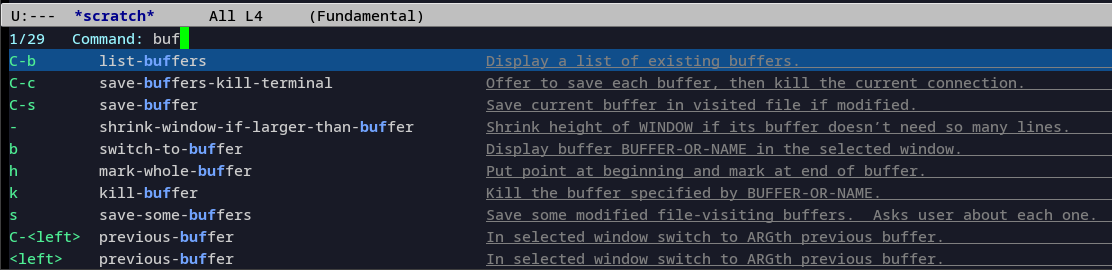 U:---  *scratch*      All L4     (Fundamental)
1/29   Command: buf
C-b       list-buffers                               Display a list of existing buffers.
C-c       save-buffers-kill-terminal                 Offer to save each buffer, then kill the current connection.
C-s       save-buffer                                Save current buffer in visited file if modified.
-         shrink-window-if-larger-than-buffer        Shrink height of WINDOW if its buffer doesn’t need so many lines.
b         switch-to-buffer                           Display buffer BUFFER-OR-NAME in the selected window.
h         mark-whole-buffer                          Put point at beginning and mark at end of buffer.
k         kill-buffer                                Kill the buffer specified by BUFFER-OR-NAME.
s         save-some-buffers                          Save some modified file-visiting buffers.  Asks user about each one.
C-<left>  previous-buffer                            In selected window switch to ARGth previous buffer.
<left>    previous-buffer                            In selected window switch to ARGth previous buffer.